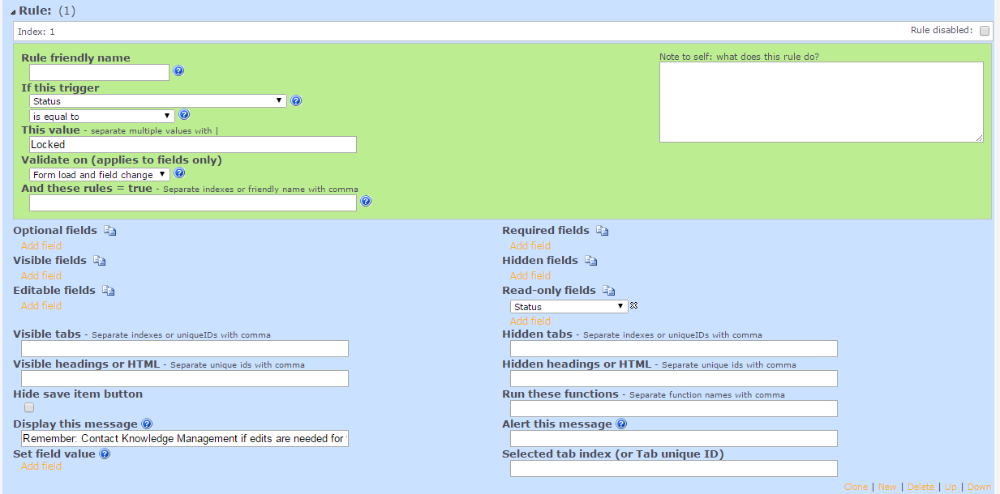 Rule: (1)
Index: 1
Rule disabled:
Rule friendly name
Note to self: what does this rule do?
If this trigger
Status
is equal to
This value - separate multiple values with |
Locked
Validate on (applies to fields only)
Form load and field change
And these rules = true - Separate indexes or friendly name with comma
Optional fields
Add field
Required fields
Add field
Visible fields
Add field
Hidden fields
Add field
Editable fields
Add field
Read-only fields
Status
Add field
Visible tabs - Separate indexes or uniqueIDs with comma
Hidden tabs - Separate indexes or uniqueIDs with comma
Visible headings or HTML - Separate unique ids with comma
Hidden headings or HTML - Separate unique ids with comma
Hide save item button
Run these functions - Separate function names with comma
Display this message
Remember: Contact Knowledge Management if edits are needed for
Alert this message
Set field value
Add field
Selected tab index (or Tab unique ID)
Clone | New | Delete | Up | Down